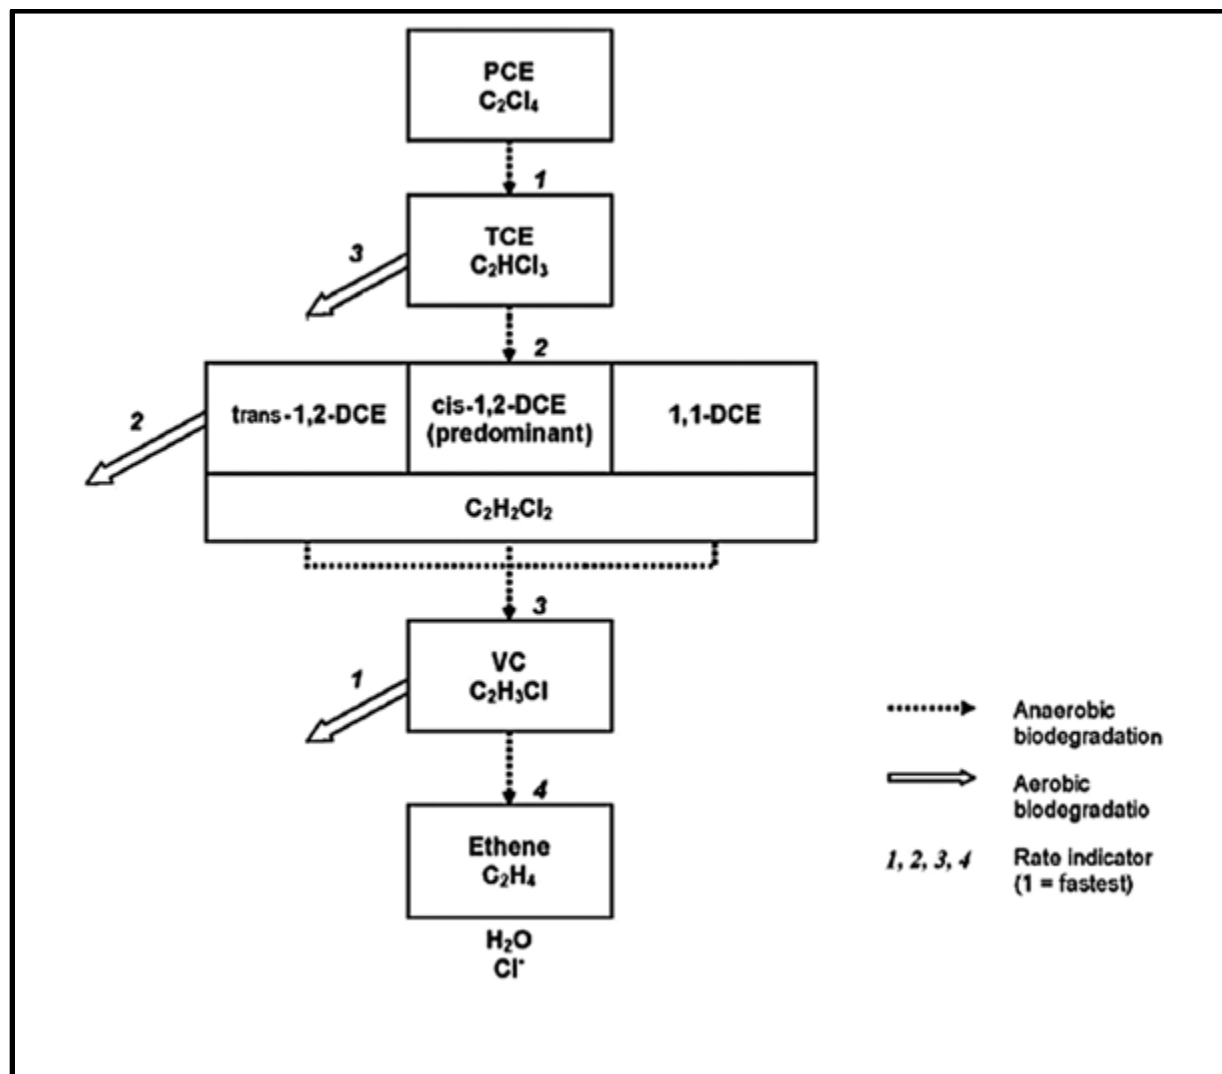 PCE
C₂Cl₄
1
TCE
C₂HCl₃
3
2
trans-1,2-DCE
cis-1,2-DCE
(predominant)
1,1-DCE
2
C₂H₂Cl₂
3
VC
C₂H₃Cl
1
4
Ethene
C₂H₄
H₂O
Cl⁻
Anaerobic
biodegradation
Aerobic
biodegradatio
1, 2, 3, 4
Rate indicator
(1 = fastest)